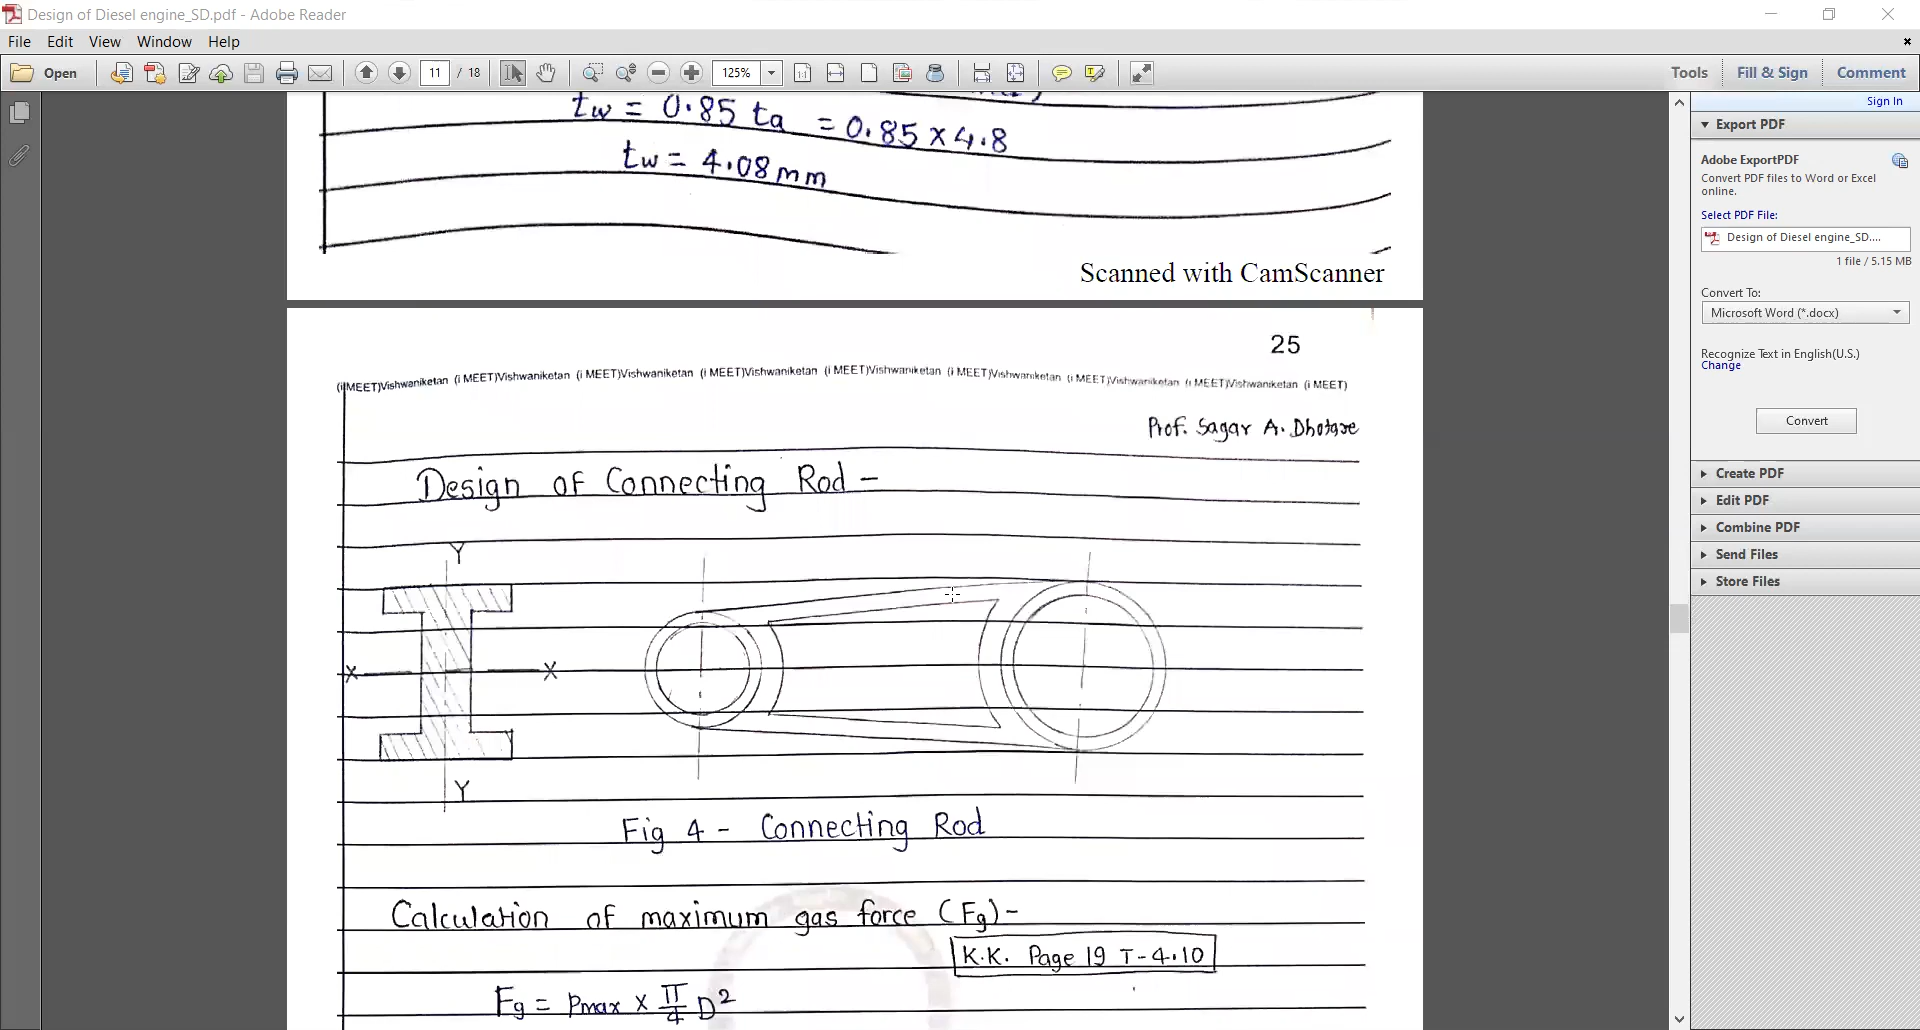 Design of Diesel engine_SD.pdf - Adobe Reader
File Edit View Window Help
Open 11 / 18 125% Tools Fill & Sign Comment
Sign In
Export PDF
Adobe ExportPDF
Convert PDF files to Word or Excel
online.
Select PDF File:
Design of Diesel engine_SD....
1 file / 5.15 MB
Convert To:
Microsoft Word (*.docx)
Recognize Text in English(U.S.)
Change
Convert
Create PDF
Edit PDF
Combine PDF
Send Files
Store Files
tw = 0.85 ta = 0.85 x 4.8
tw = 4.08 mm
Scanned with CamScanner
25
(i MEET)Vishwaniketan (i MEET)Vishwaniketan (i MEET)Vishwaniketan (i MEET)Vishwaniketan (i MEET)Vishwaniketan (i MEET)Vishwaniketan (i MEET)Vishwaniketan (i MEET)Vishwaniketan (i MEET)
Prof. Sagar A. Dhotare
Design of Connecting Rod -
Y
X X
Y
Fig 4 - Connecting Rod
Calculation of maximum gas force (Fg) -
K.K. Page 19 T-4.10
Fg = Pmax x π/4 D²